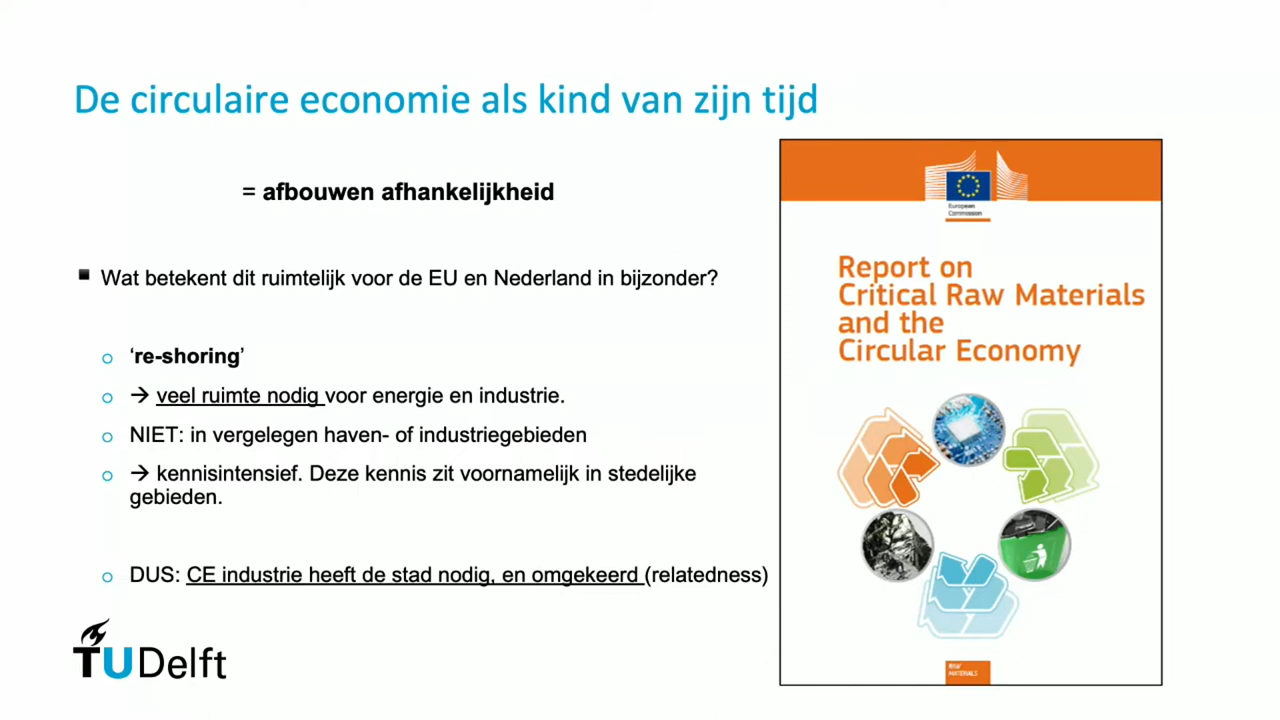 De circulaire economie als kind van zijn tijd
= afbouwen afhankelijkheid
▪ Wat betekent dit ruimtelijk voor de EU en Nederland in bijzonder?
o ‘re-shoring’
o → veel ruimte nodig voor energie en industrie.
o NIET: in vergelegen haven- of industriegebieden
o → kennisintensief. Deze kennis zit voornamelijk in stedelijke
gebieden.
o DUS: CE industrie heeft de stad nodig, en omgekeerd (relatedness)
TU Delft
European
Commission
Report on
Critical Raw Materials
and the
Circular Economy
RAW
MATERIALS